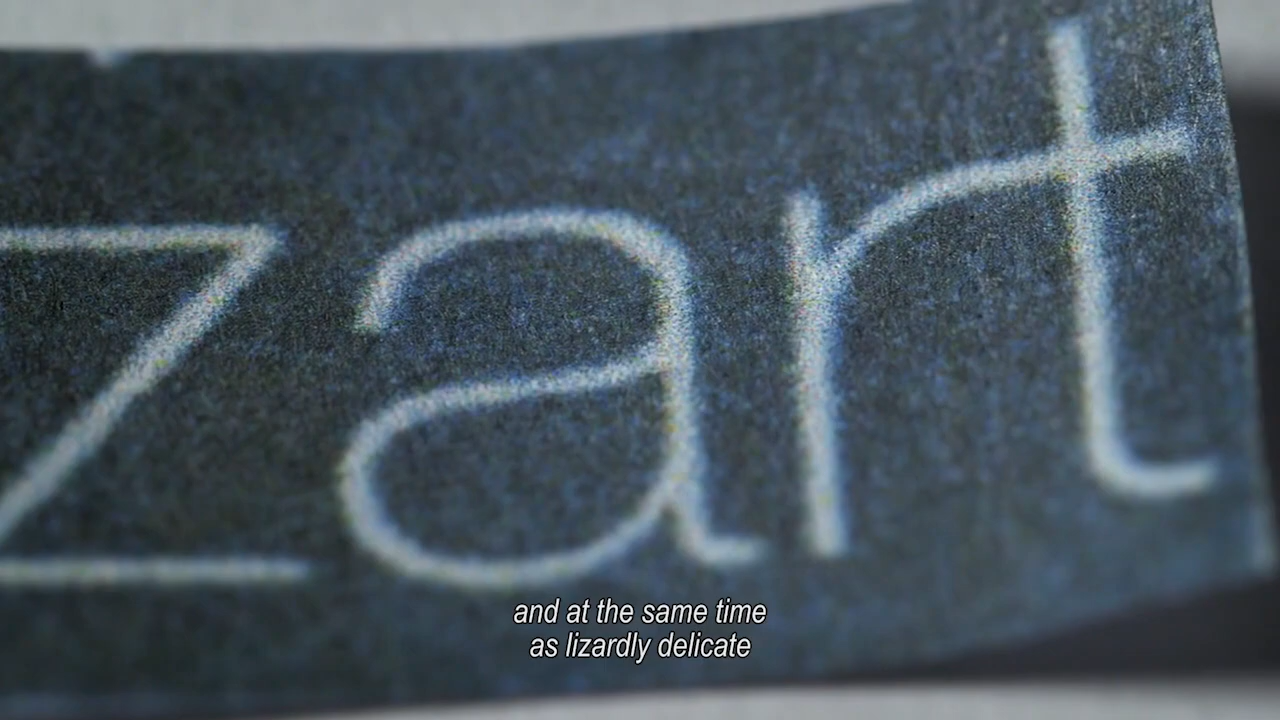 zart
and at the same time
as lizardly delicate